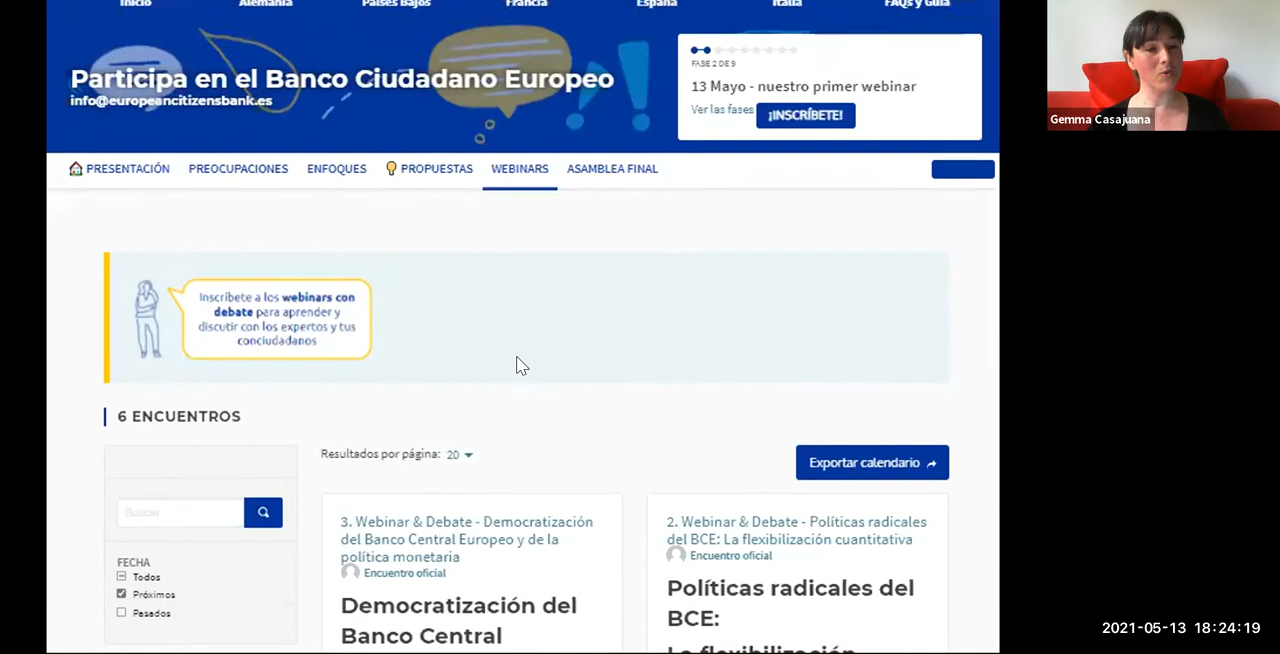 Inicio Alemania Países Bajos Francia España Italia FAQs y Guía
Participa en el Banco Ciudadano Europeo
info@europeancitizensbank.es
FASE 2 DE 9
13 Mayo - nuestro primer webinar
Ver las fases ¡INSCRÍBETE!
Gemma Casajuana
PRESENTACIÓN PREOCUPACIONES ENFOQUES PROPUESTAS WEBINARS ASAMBLEA FINAL
Inscríbete a los webinars con
debate para aprender y
discutir con los expertos y tus
conciudadanos
6 ENCUENTROS
Resultados por página: 20
Exportar calendario
Buscar
FECHA
Todos
Próximos
Pasados
3. Webinar & Debate - Democratización
del Banco Central Europeo y de la
política monetaria
Encuentro oficial
Democratización del
Banco Central
2. Webinar & Debate - Políticas radicales
del BCE: La flexibilización cuantitativa
Encuentro oficial
Políticas radicales del
BCE:
La flexibilización
2021-05-13 18:24:19